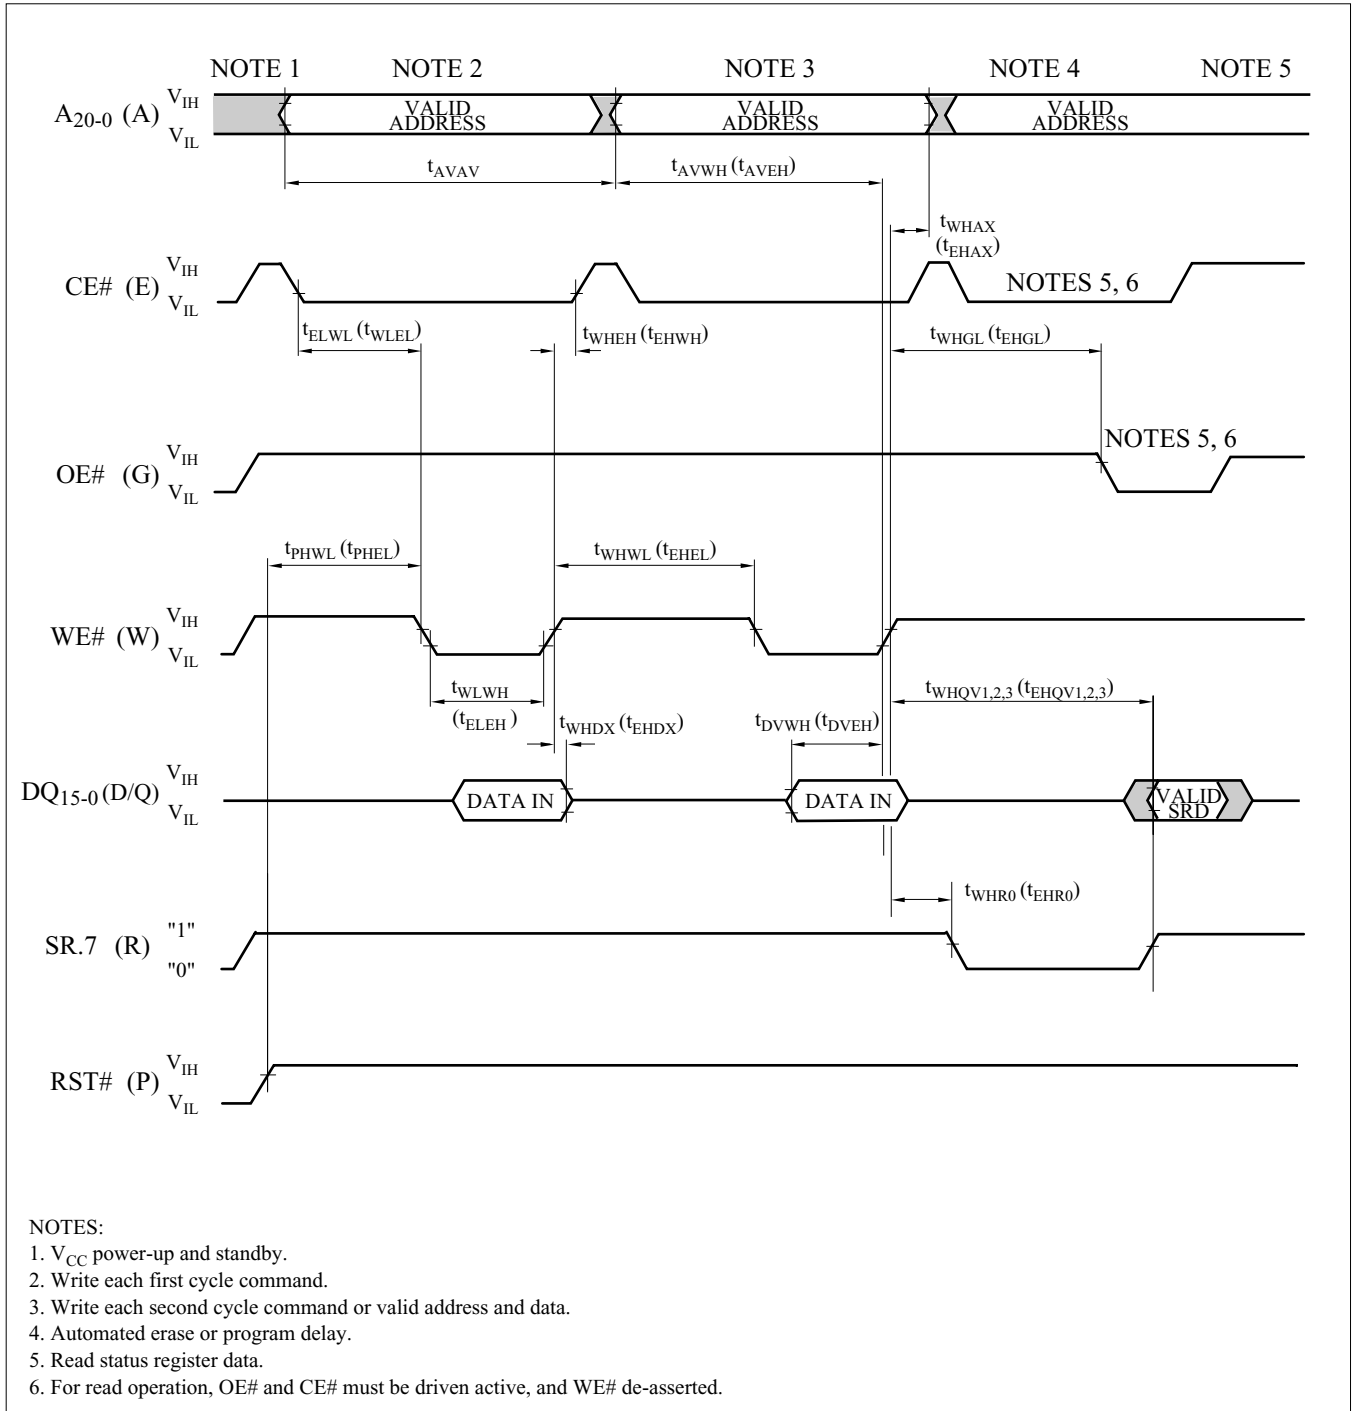 NOTE 1 NOTE 2 NOTE 3 NOTE 4 NOTE 5
A20-0 (A) VIH VIL
VALID ADDRESS VALID ADDRESS VALID ADDRESS
tAVAV tAVWH (tAVEH)
tWHAX (tEHAX)
CE# (E) VIH VIL
NOTES 5, 6
tELWL (tWLEL) tWHEH (tEHWH) tWHGL (tEHGL)
OE# (G) VIH VIL
NOTES 5, 6
tPHWL (tPHEL) tWHWL (tEHEL)
WE# (W) VIH VIL
tWLWH (tELEH) tWHDX (tEHDX) tDVWH (tDVEH) tWHQV1,2,3 (tEHQV1,2,3)
DQ15-0 (D/Q) VIH VIL
DATA IN DATA IN VALID SRD
tWHR0 (tEHR0)
SR.7 (R) "1" "0"
RST# (P) VIH VIL
NOTES:
1. VCC power-up and standby.
2. Write each first cycle command.
3. Write each second cycle command or valid address and data.
4. Automated erase or program delay.
5. Read status register data.
6. For read operation, OE# and CE# must be driven active, and WE# de-asserted.